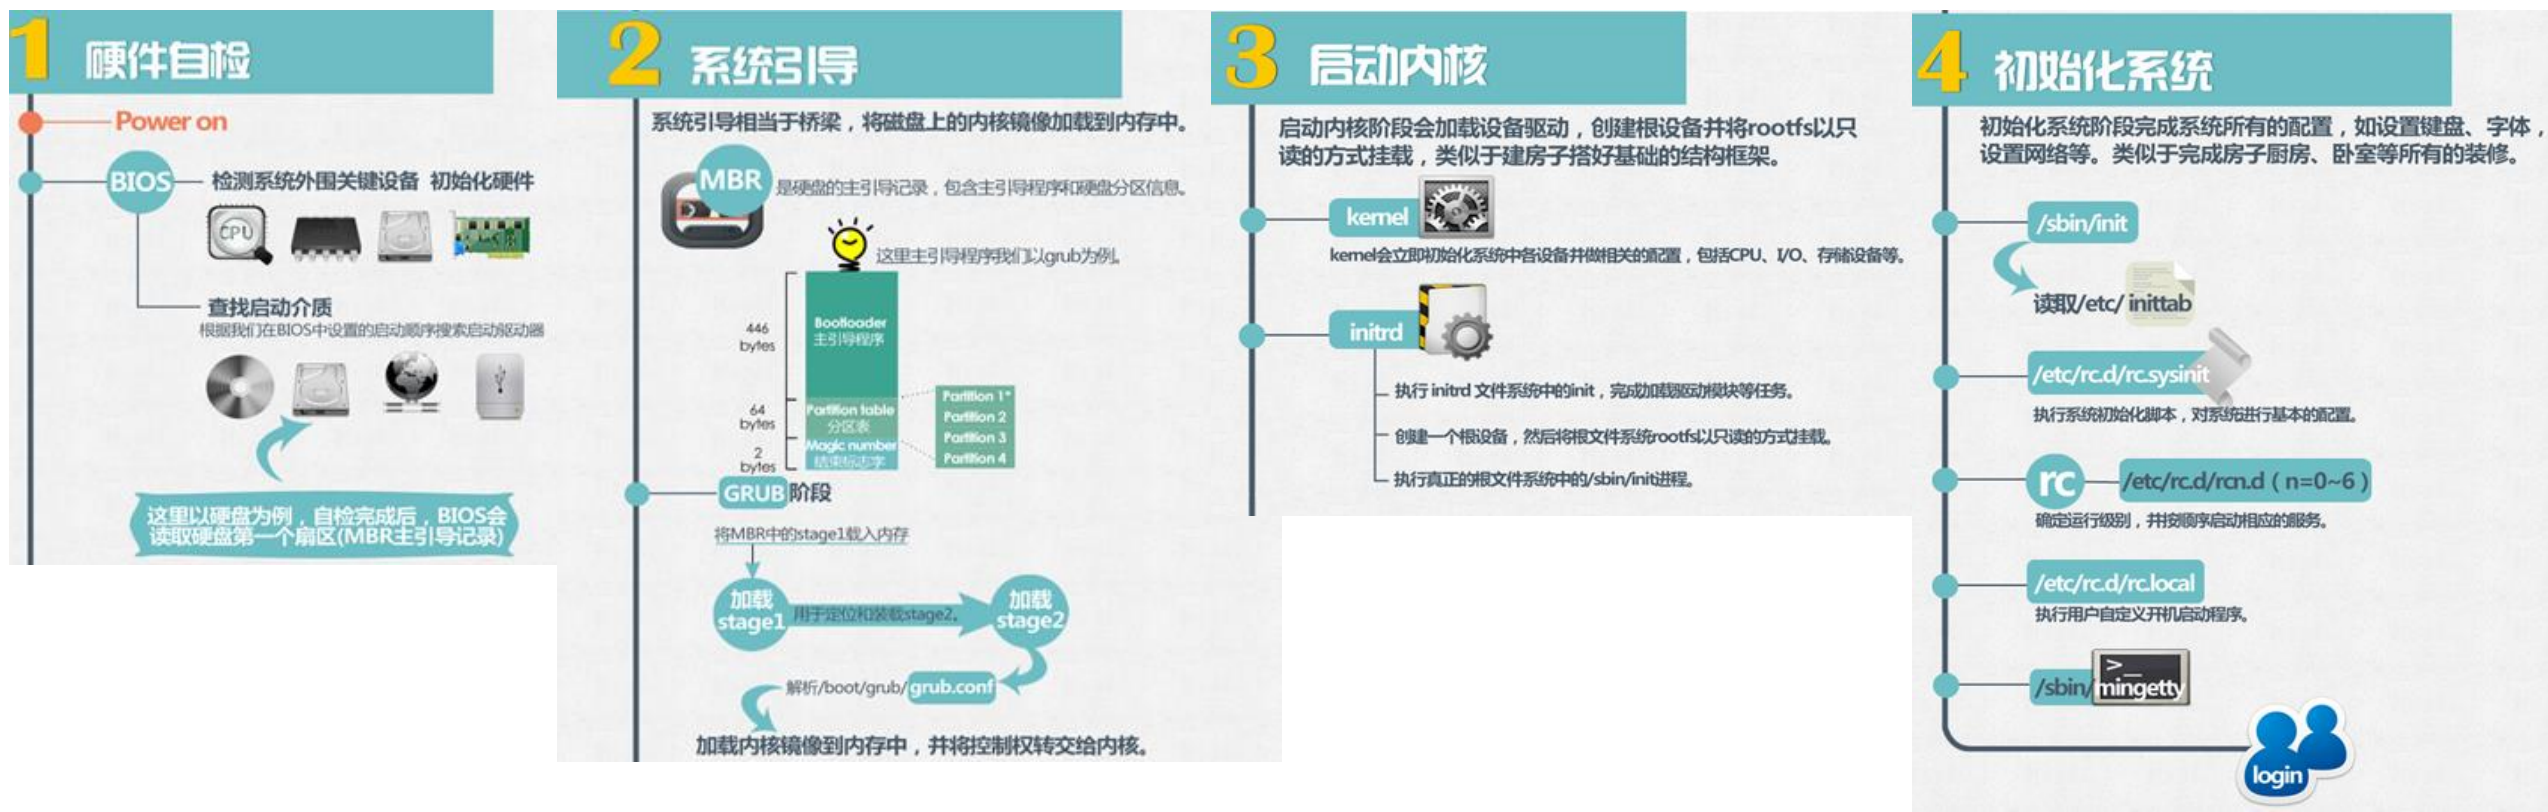 1 硬件自检
Power on
BIOS
检测系统外围关键设备 初始化硬件
CPU
查找启动介质
根据我们在BIOS中设置的启动顺序搜索启动驱动器
这里以硬盘为例，自检完成后，BIOS会
读取硬盘第一个扇区(MBR主引导记录)
2 系统引导
系统引导相当于桥梁，将磁盘上的内核镜像加载到内存中。
MBR
是硬盘的主引导记录，包含主引导程序和硬盘分区信息。
这里主引导程序我们以grub为例。
446
bytes
Bootloader
主引导程序
64
bytes
Partition table
分区表
2
bytes
Magic number
结束标志字
Partition 1*
Partition 2
Partition 3
Partition 4
GRUB阶段
将MBR中的stage1载入内存
加载
stage1
用于定位和装载stage2。
加载
stage2
解析/boot/grub/grub.conf
加载内核镜像到内存中，并将控制权转交给内核。
3 启动内核
启动内核阶段会加载设备驱动，创建根设备并将rootfs以只
读的方式挂载，类似于建房子搭好基础的结构框架。
kernel
kernel会立即初始化系统中各设备并做相关的配置，包括CPU、I/O、存储设备等。
initrd
执行 initrd 文件系统中的init，完成加载驱动模块等任务。
创建一个根设备，然后将根文件系统rootfs以只读的方式挂载。
执行真正的根文件系统中的/sbin/init进程。
4 初始化系统
初始化系统阶段完成系统所有的配置，如设置键盘、字体，
设置网络等。类似于完成房子厨房、卧室等所有的装修。
/sbin/init
读取/etc/ inittab
/etc/rc.d/rc.sysinit
执行系统初始化脚本，对系统进行基本的配置。
rc
/etc/rc.d/rcn.d（n=0~6）
确定运行级别，并按顺序启动相应的服务。
/etc/rc.d/rc.local
执行用户自定义开机启动程序。
>_
/sbin/mingetty
login